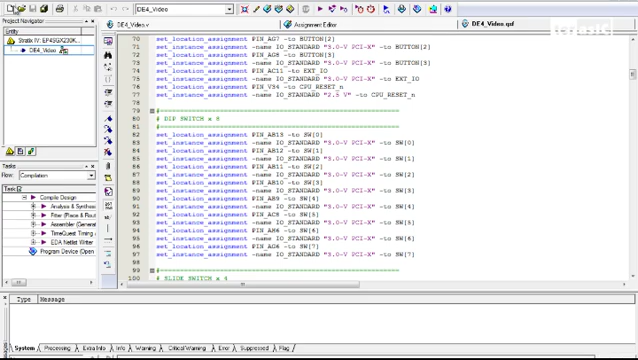 DE4_Video
Project Navigator
DE4_Video.v
Assignment Editor
DE4_Video.qsf
Entity
Stratix IV: EP4SGX230K...
DE4_Video
70 set_location_assignment PIN_AG7 -to BUTTON[2]
71 set_instance_assignment -name IO_STANDARD "3.0-V PCI-X" -to BUTTON[2]
72 set_location_assignment PIN_AG8 -to BUTTON[3]
73 set_instance_assignment -name IO_STANDARD "3.0-V PCI-X" -to BUTTON[3]
74 set_location_assignment PIN_AC11 -to EXT_IO
75 set_instance_assignment -name IO_STANDARD "3.0-V PCI-X" -to EXT_IO
76 set_location_assignment PIN_V34 -to CPU_RESET_n
77 set_instance_assignment -name IO_STANDARD "2.5 V" -to CPU_RESET_n
79 #============================================================
80 # DIP SWITCH x 8
81 #============================================================
82 set_location_assignment PIN_AB13 -to SW[0]
83 set_instance_assignment -name IO_STANDARD "3.0-V PCI-X" -to SW[0]
set_location_assignment PIN_AB12 -to SW[1]
set_instance_assignment -name IO_STANDARD "3.0-V PCI-X" -to SW[1]
set_location_assignment PIN_AB11 -to SW[2]
87 set_instance_assignment -name IO_STANDARD "3.0-V PCI-X" -to SW[2]
set_location_assignment PIN_AB10 -to SW[3]
set_instance_assignment -name IO_STANDARD "3.0-V PCI-X" -to SW[3]
90 set_location_assignment PIN_AB9 -to SW[4]
91 set_instance_assignment -name IO_STANDARD "3.0-V PCI-X" -to SW[4]
92 set_location_assignment PIN_AC8 -to SW[5]
93 set_instance_assignment -name IO_STANDARD "3.0-V PCI-X" -to SW[5]
94 set_location_assignment PIN_AH6 -to SW[6]
95 set_instance_assignment -name IO_STANDARD "3.0-V PCI-X" -to SW[6]
96 set_location_assignment PIN_AG6 -to SW[7]
97 set_instance_assignment -name IO_STANDARD "3.0-V PCI-X" -to SW[7]
99 #============================================================
100 # SLIDE SWITCH x 4
Tasks
Flow: Compilation
Task
Compile Design
Analysis & Synthes
Fitter (Place & Rout
Assembler (Genera
TimeQuest Timing
EDA Netlist Writer
Program Device (Open
Type Message
System Processing Extra Info Info Warning Critical Warning Error Suppressed Flag